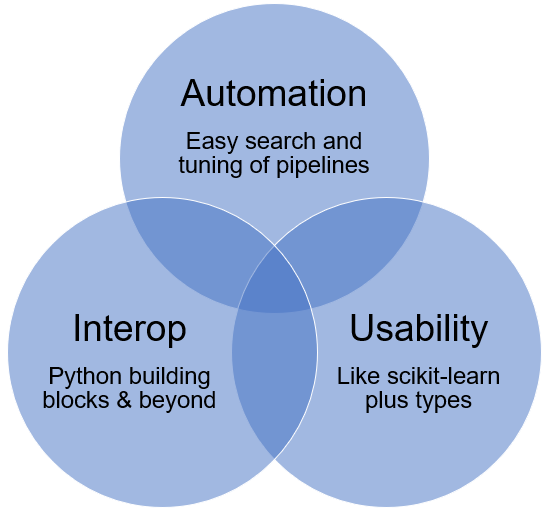 Automation
Easy search and
tuning of pipelines
Interop
Python building
blocks & beyond
Usability
Like scikit-learn
plus types